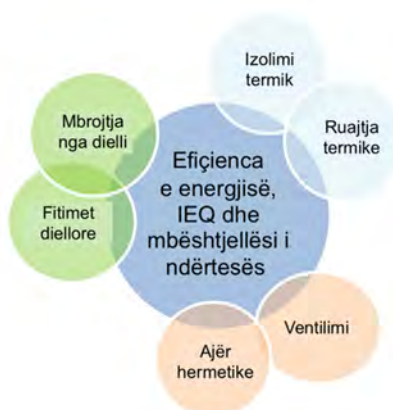 Izolimi
termik
Ruajtja
termike
Mbrojtja
nga dielli
Efiçienca
e energjisë,
IEQ dhe
mbështjellësi i
ndërtesës
Fitimet
diellore
Ventilimi
Ajër
hermetike